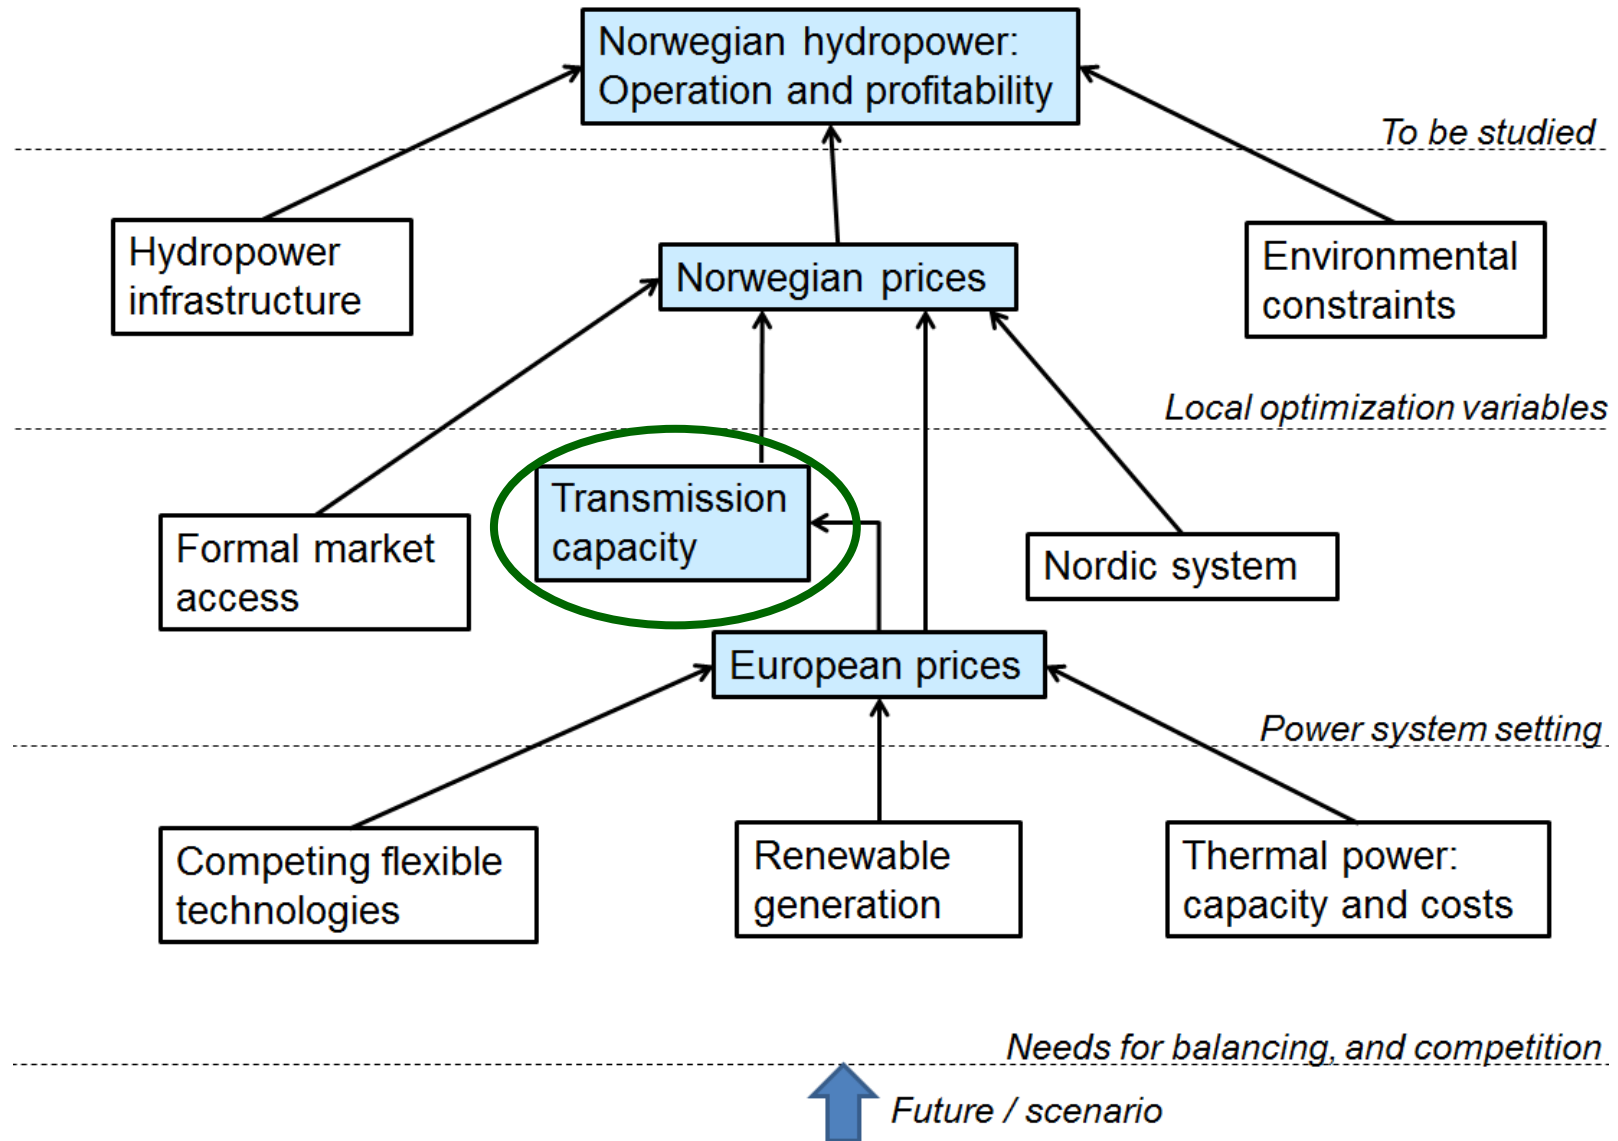 Norwegian hydropower:
Operation and profitability
To be studied
Hydropower
infrastructure
Norwegian prices
Environmental
constraints
Local optimization variables
Transmission
capacity
Formal market
access
Nordic system
European prices
Power system setting
Competing flexible
technologies
Renewable
generation
Thermal power:
capacity and costs
Needs for balancing, and competition
Future / scenario